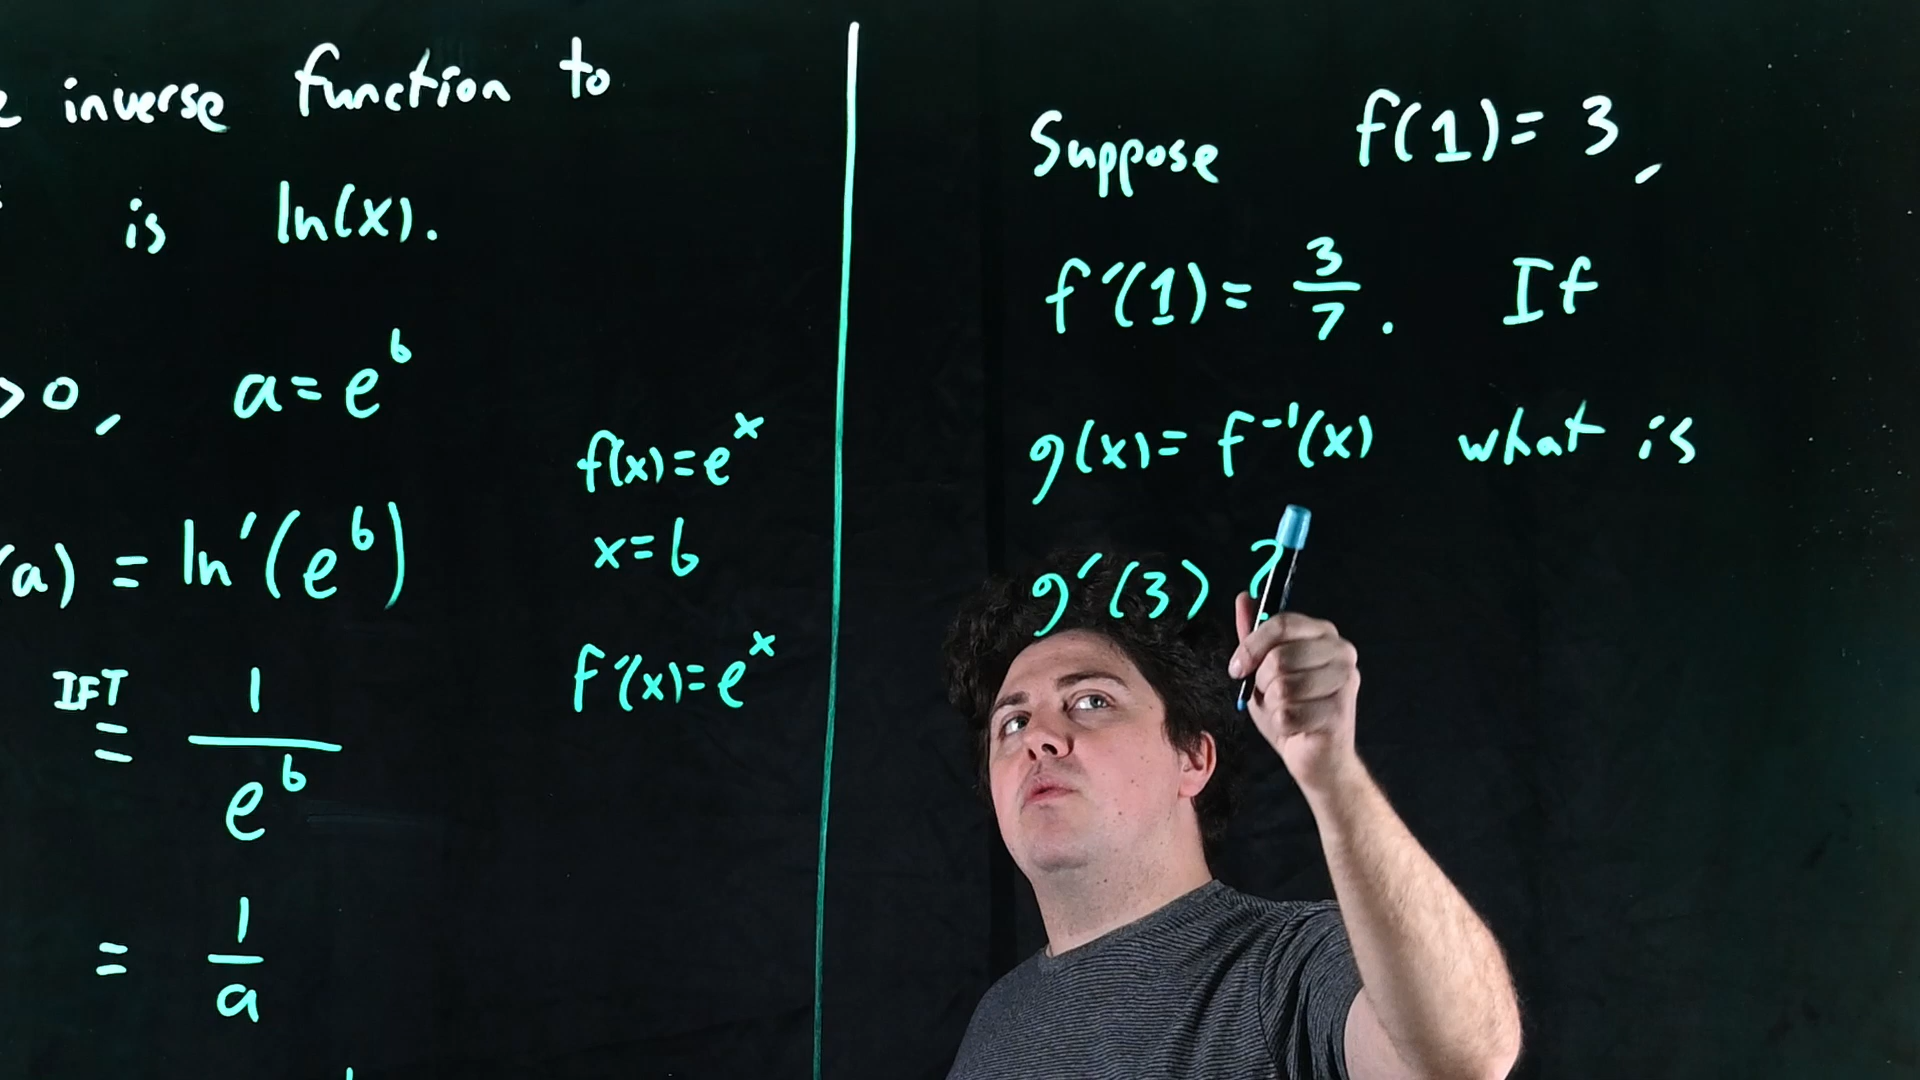 inverse function to
is ln(x).
>0, a=e^b
f(x)=e^x
(a) = ln'(e^b)
x=b
IFT = 1/e^b
f'(x)=e^x
= 1/a
Suppose f(1)=3,
f'(1)= 3/7. If
g(x)= f^-1(x) what is
g'(3) ?